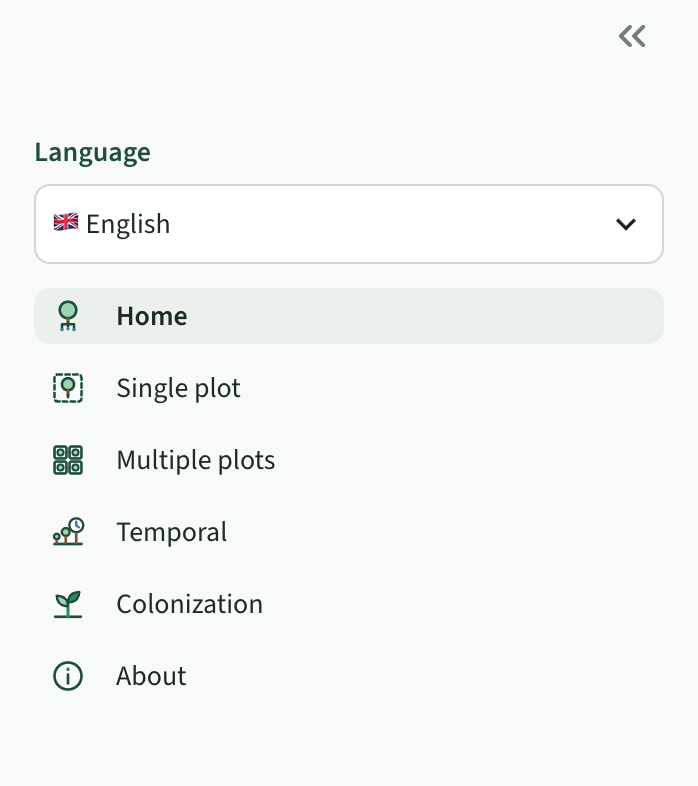 Language
English
Home
Single plot
Multiple plots
Temporal
Colonization
About